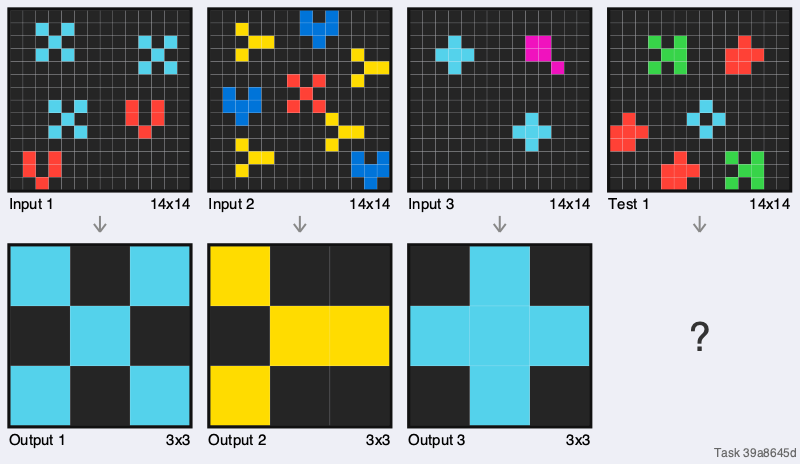 Input 1 14x14
Input 2 14x14
Input 3 14x14
Test 1 14x14
?
Output 1 3x3
Output 2 3x3
Output 3 3x3
Task 39a8645d